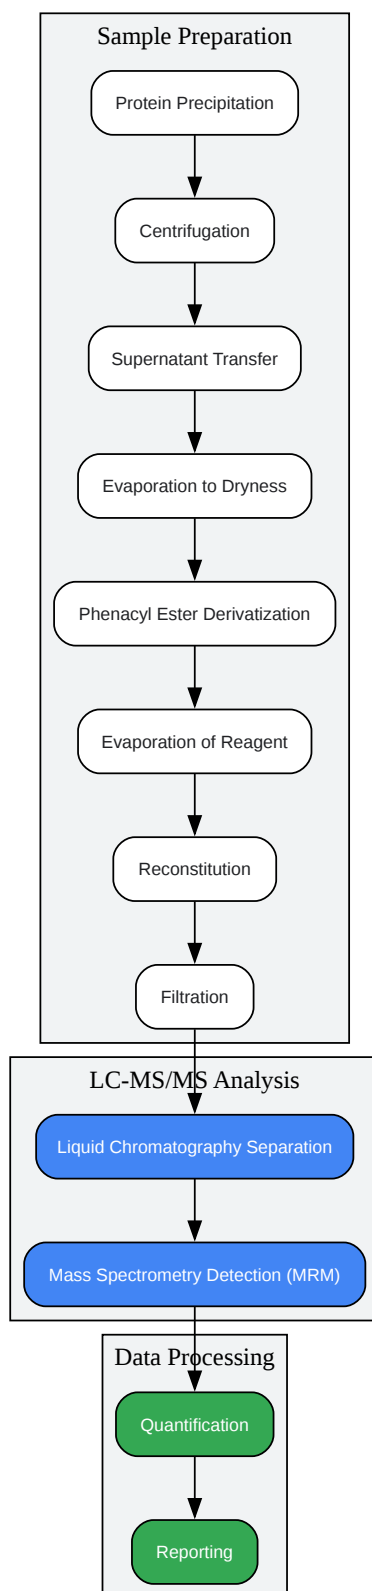 Sample Preparation
Protein Precipitation
Centrifugation
Supernatant Transfer
Evaporation to Dryness
Phenacyl Ester Derivatization
Evaporation of Reagent
Reconstitution
Filtration
LC-MS/MS Analysis
Liquid Chromatography Separation
Mass Spectrometry Detection (MRM)
Data Processing
Quantification
Reporting